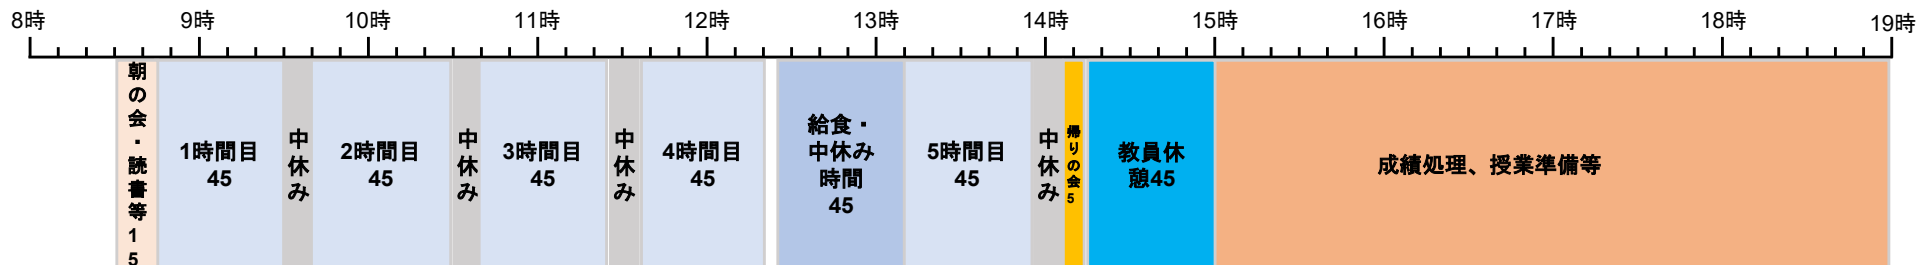 8時 9時 10時 11時 12時 13時 14時 15時 16時 17時 18時 19時
朝の会・読書等15
1時間目
45
中休み
2時間目
45
中休み
3時間目
45
中休み
4時間目
45
給食・
中休み
時間
45
5時間目
45
中休み
帰りの会5
教員休
憩45
成績処理、授業準備等